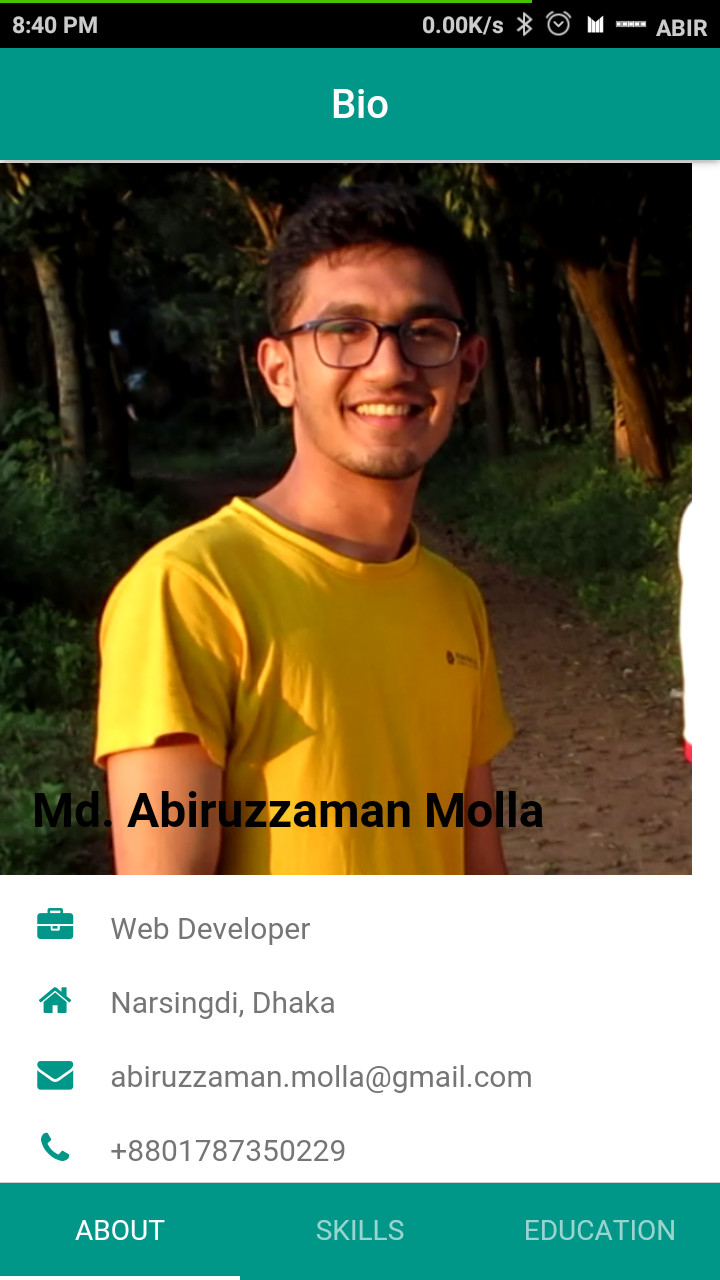 8:40 PM 0.00K/s ABIR
Bio
Md. Abiruzzaman Molla
Web Developer
Narsingdi, Dhaka
abiruzzaman.molla@gmail.com
+8801787350229
ABOUT SKILLS EDUCATION